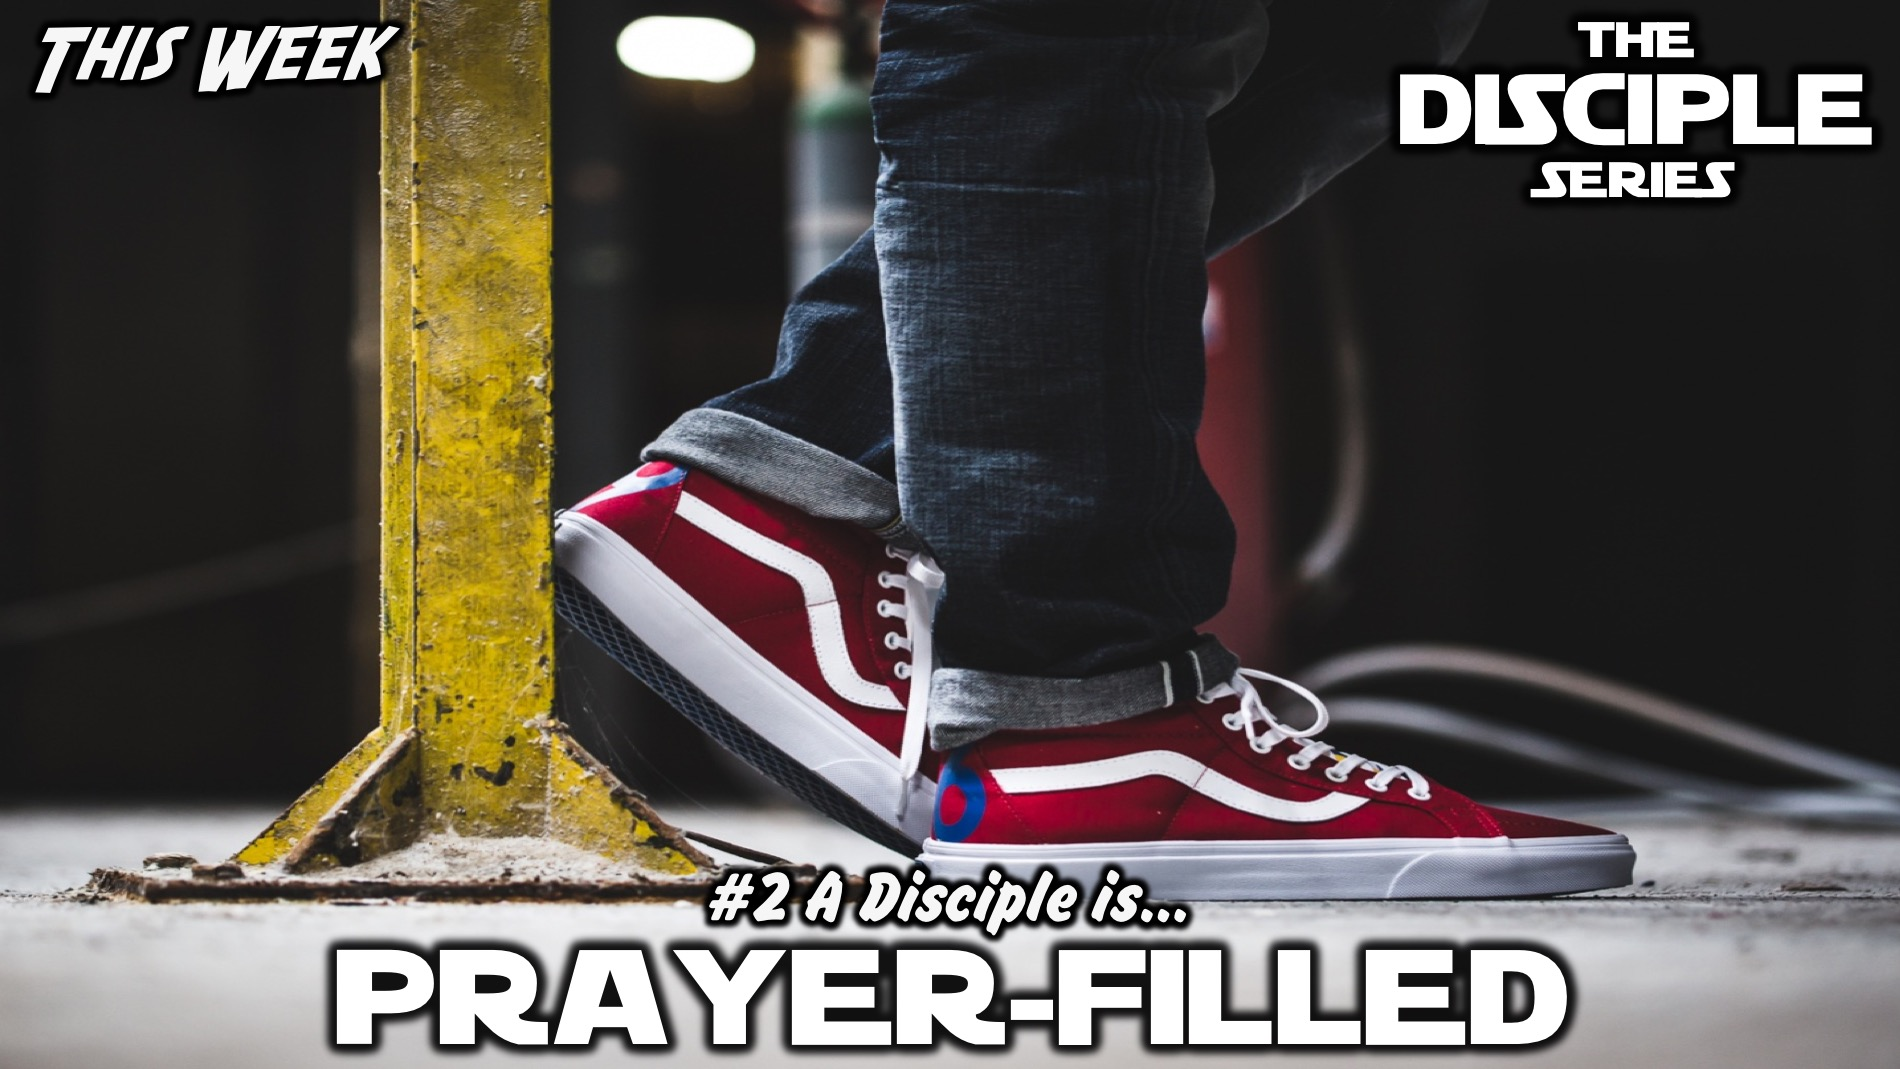 THIS WEEK
THE
DISCIPLE
SERIES
#2 A Disciple is...
PRAYER-FILLED